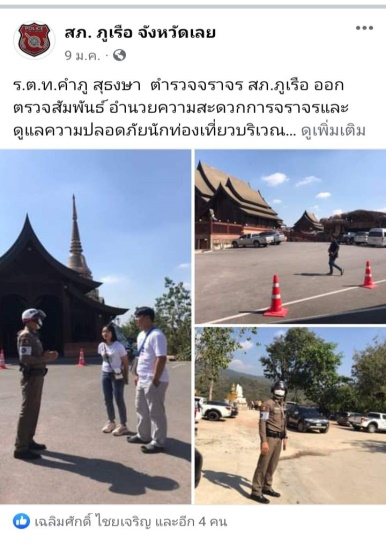 สภ. ภูเรือ จังหวัดเลย
9 ม.ค. ·
ร.ต.ท.คำภู สุธงษา ตำรวจจราจร สภ.ภูเรือ ออก
ตรวจสัมพันธ์ อำนวยความสะดวกการจราจรและ
ดูแลความปลอดภัยนักท่องเที่ยวบริเวณ... ดูเพิ่มเติม
เฉลิมศักดิ์ ไชยเจริญ และอีก 4 คน